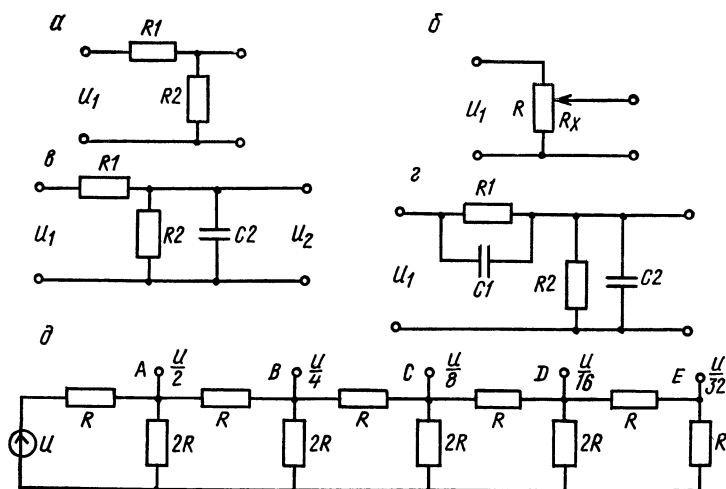 а
R1
U₁
R2
б
U₁
R
Rx
в
R1
U₁
R2
C2
U₂
г
R1
C1
U₁
R2
C2
д
A U/2
B U/4
C U/8
D U/16
E U/32
R
R
R
R
R
U
2R
2R
2R
2R
R